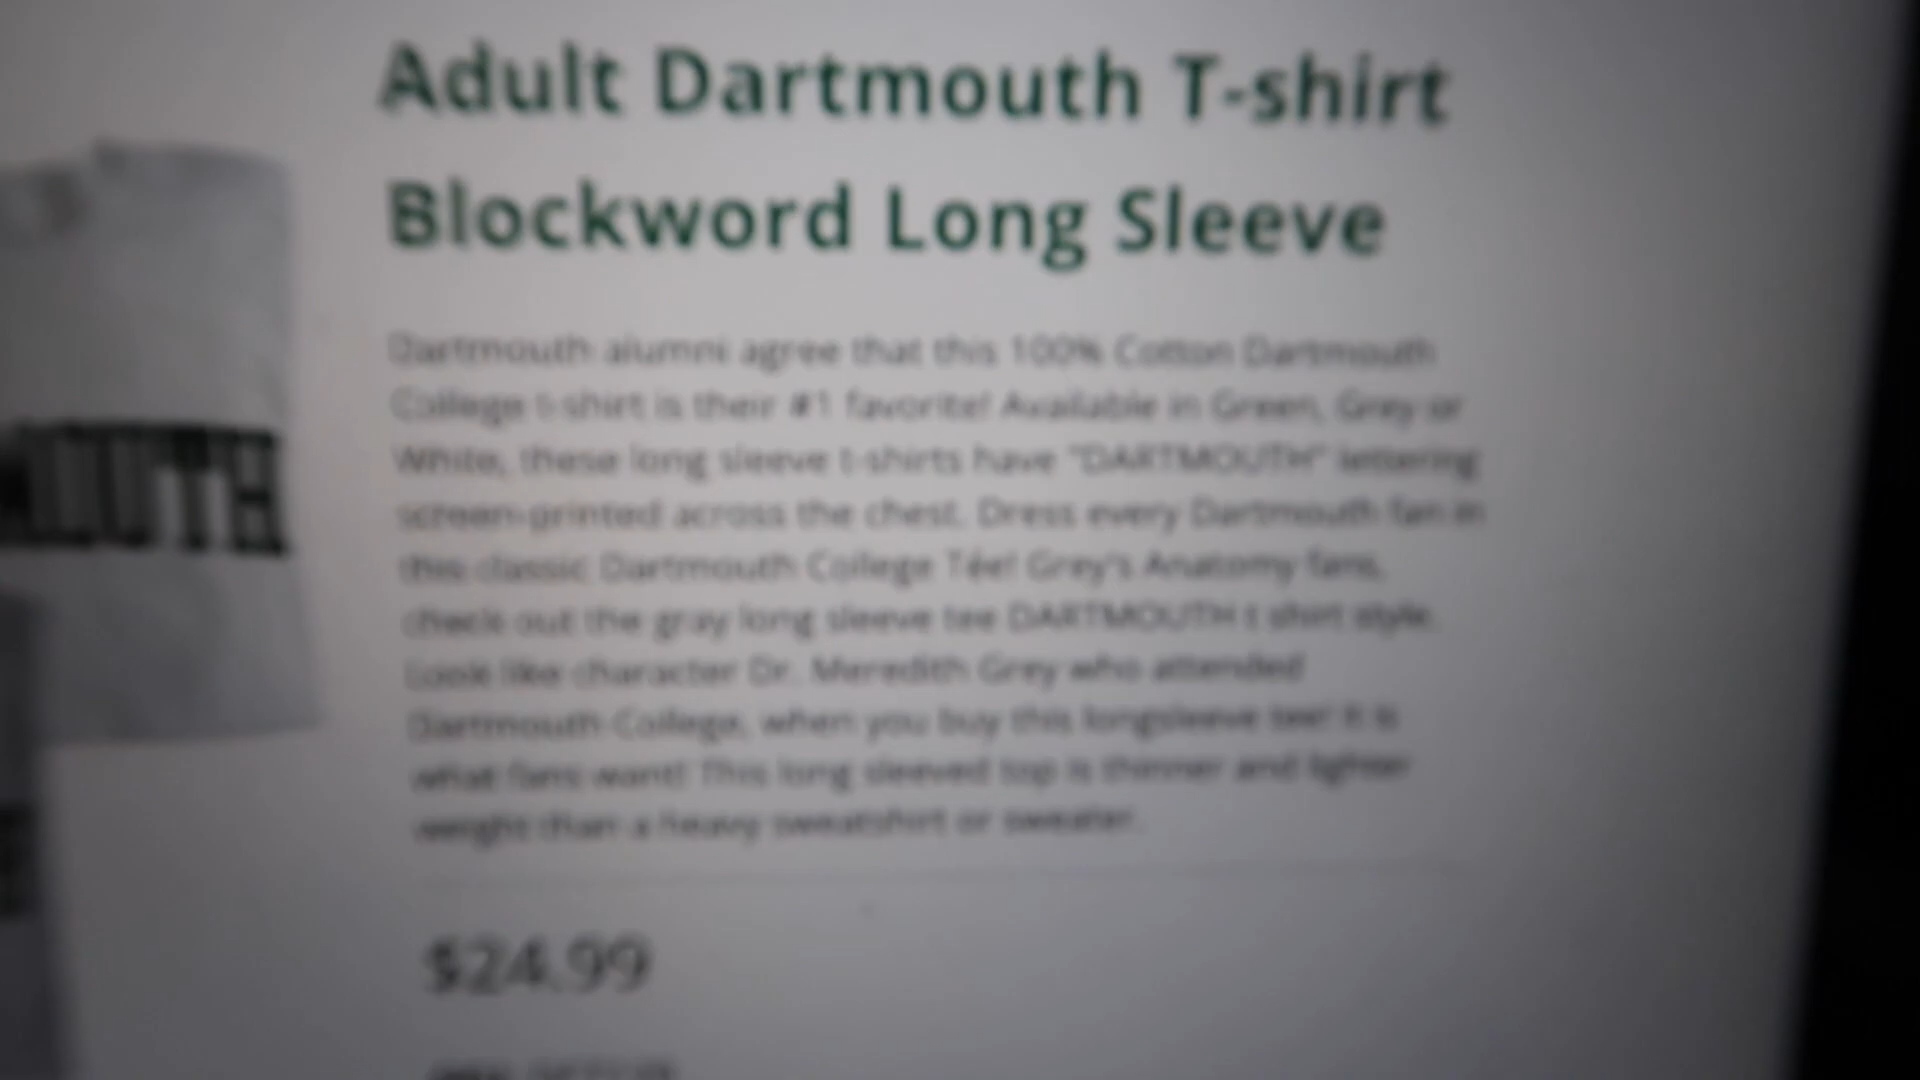 Adult Dartmouth T-shirt
Blockword Long Sleeve
Dartmouth alumni agree that this 100% Cotton Dartmouth
College t-shirt is their #1 favorite! Available in Green, Grey or
White, these long sleeve t-shirts have "DARTMOUTH" lettering
screen-printed across the chest. Dress every Dartmouth fan in
this classic Dartmouth College Tee! Grey's Anatomy fans,
check out the gray long sleeve tee DARTMOUTH t shirt style.
Look like character Dr. Meredith Grey who attended
Dartmouth College, when you buy this longsleeve tee! It is
what fans want! This long sleeved top is thinner and lighter
weight than a heavy sweatshirt or sweater.
$24.99
OUTH